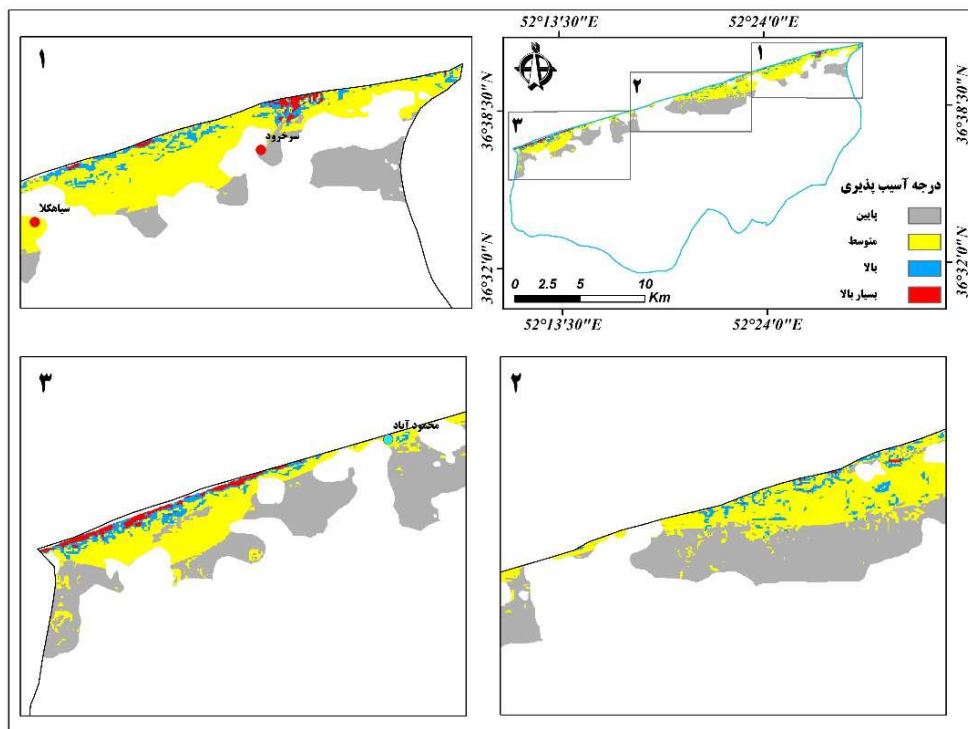 ۱
سرخرود
سیاهکلا
52°13'30"E
52°24'0"E
36°38'30"N
36°38'30"N
۱
۲
۳
درجه آسیب پذیری
پایین
متوسط
بالا
بسیار بالا
36°32'0"N
36°32'0"N
0 2.5 5 10
Km
52°13'30"E
52°24'0"E
۳
محمود آباد
۲